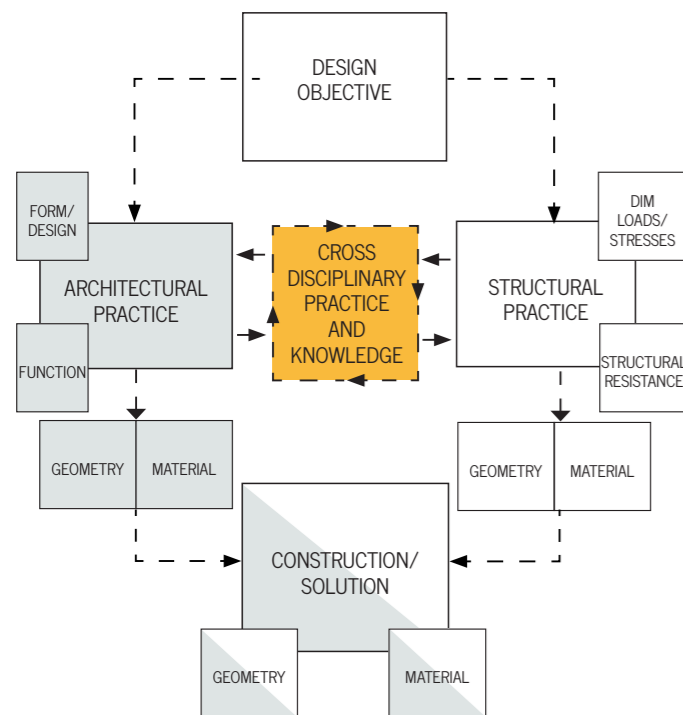 DESIGN
OBJECTIVE
FORM/
DESIGN
DIM
LOADS/
STRESSES
ARCHITECTURAL
PRACTICE
CROSS
DISCIPLINARY
PRACTICE
AND
KNOWLEDGE
STRUCTURAL
PRACTICE
FUNCTION
STRUCTURAL
RESISTANCE
GEOMETRY
MATERIAL
GEOMETRY
MATERIAL
CONSTRUCTION/
SOLUTION
GEOMETRY
MATERIAL